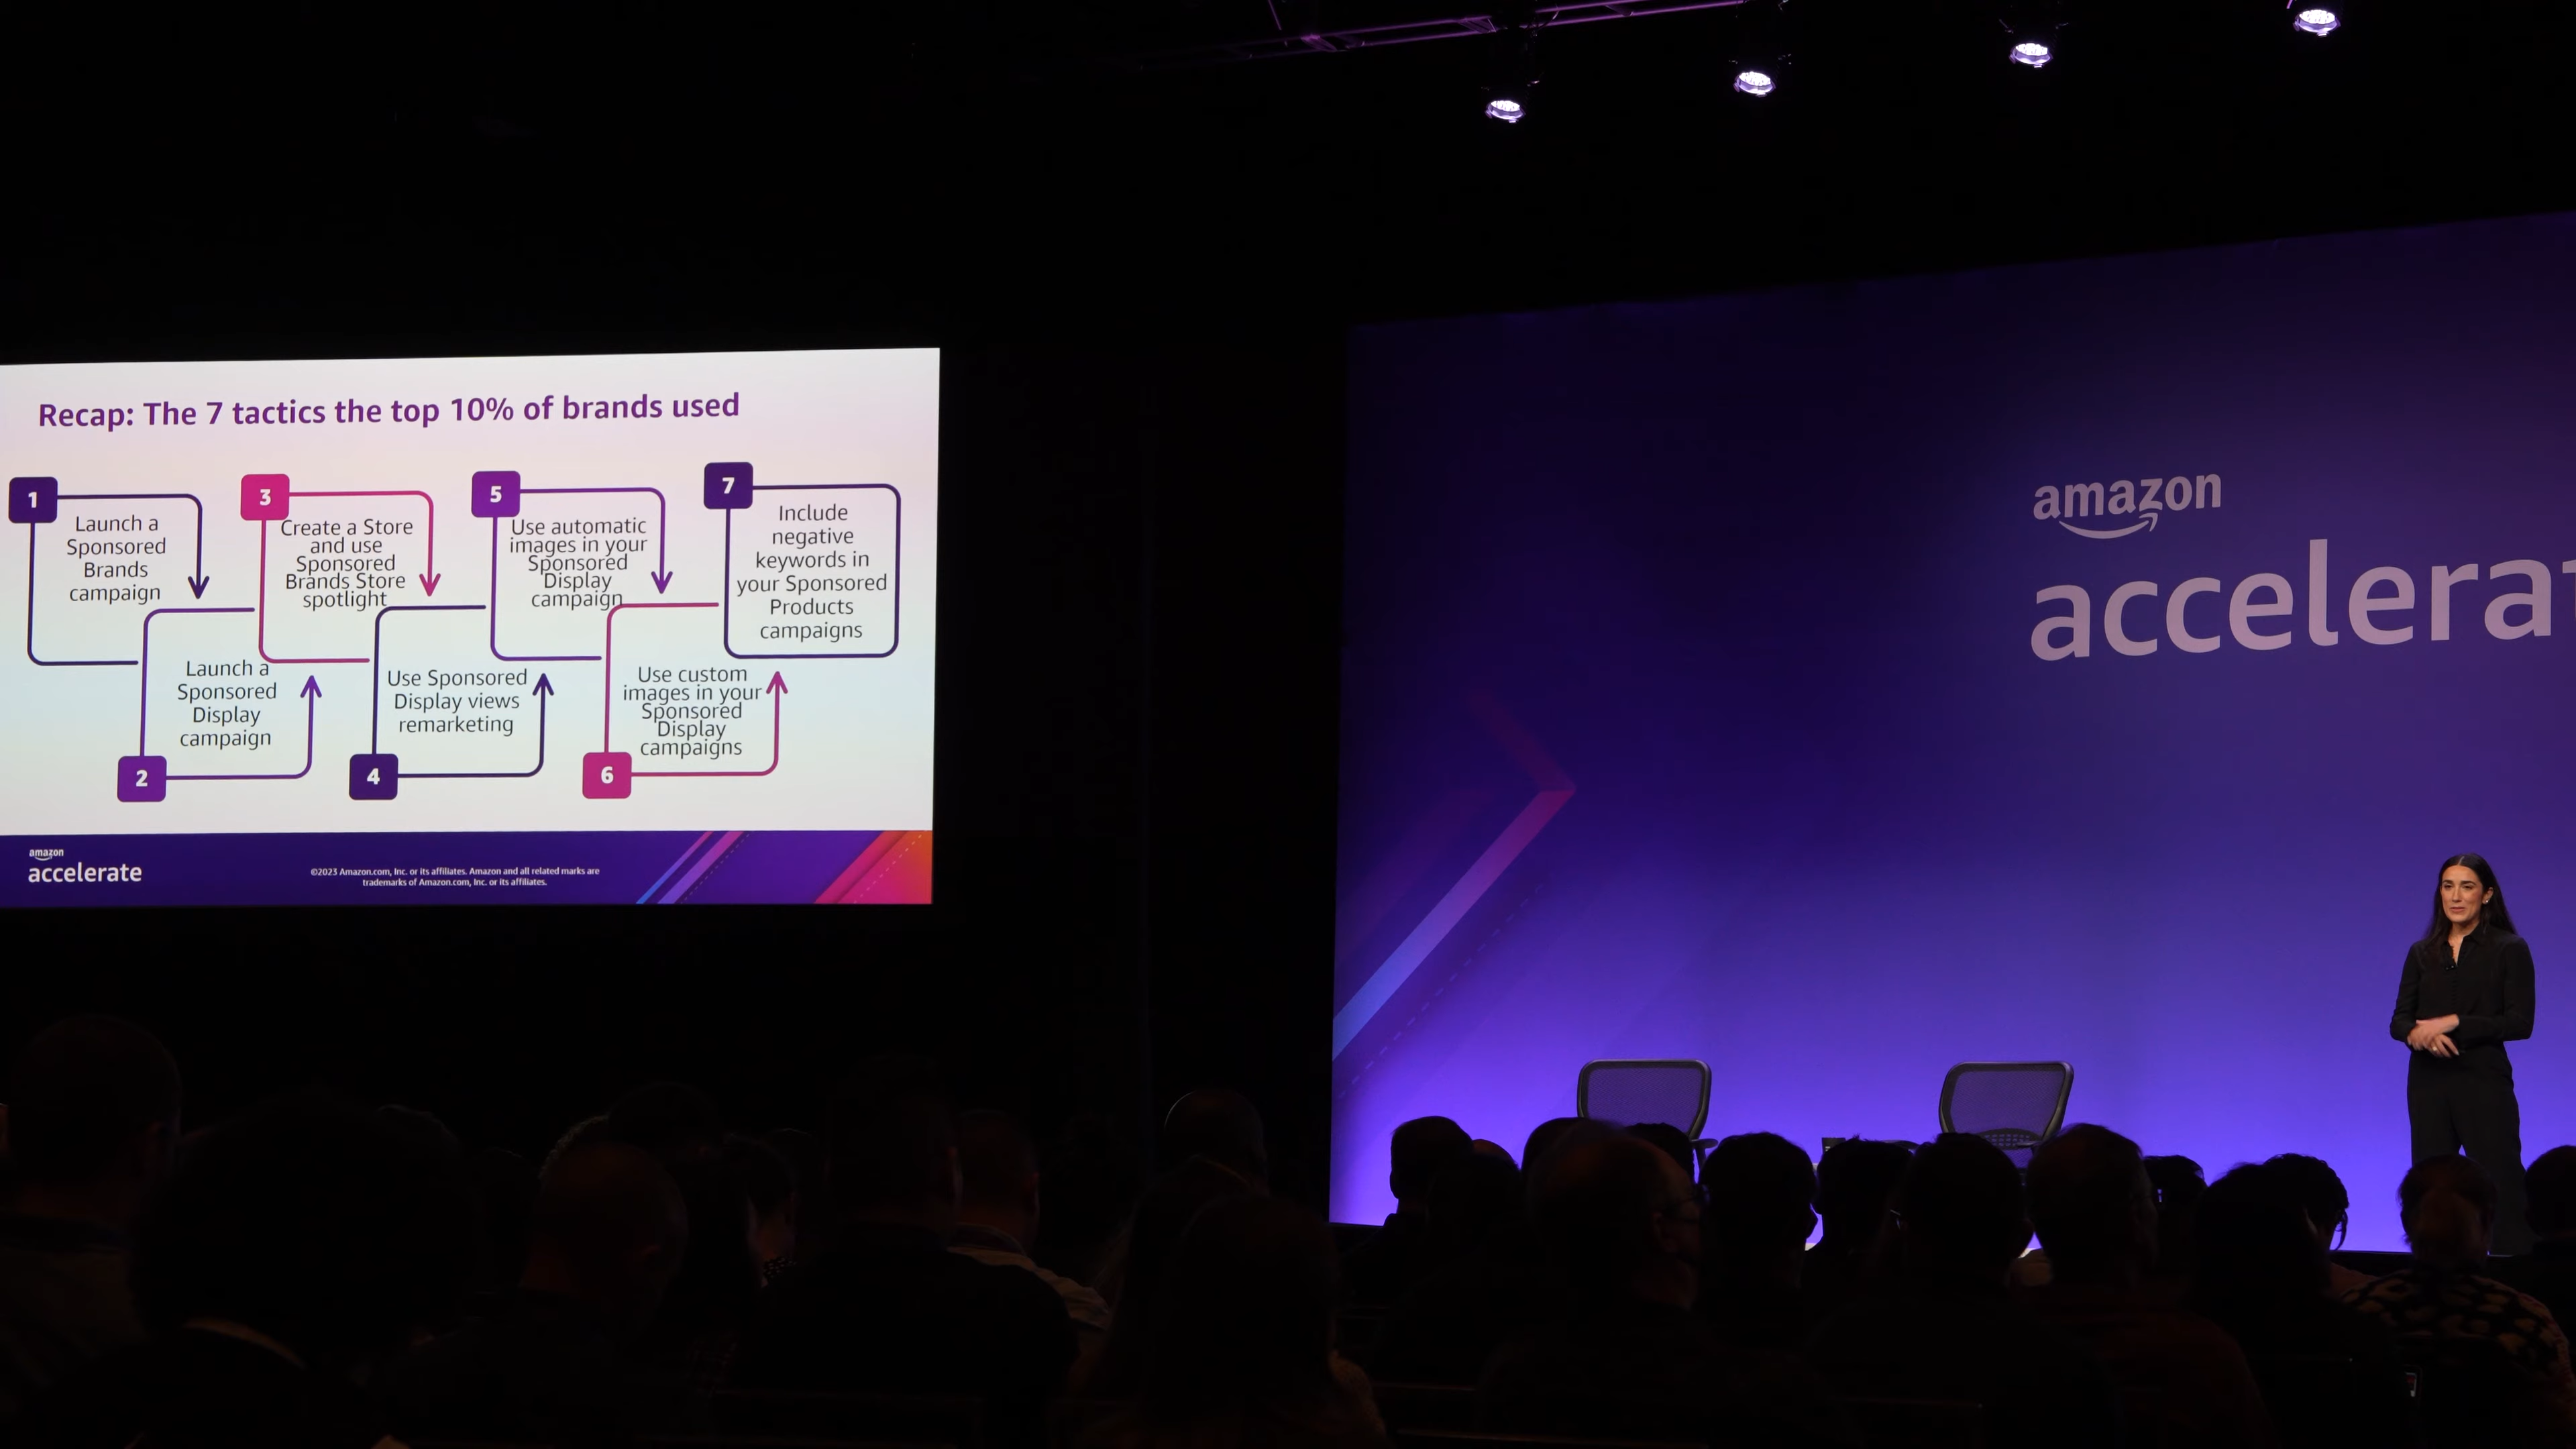 Recap: The 7 tactics the top 10% of brands used
1
Launch a
Sponsored
Brands
campaign
2
Launch a
Sponsored
Display
campaign
3
Create a Store
and use
Sponsored
Brands Store
spotlight
4
Use Sponsored
Display views
remarketing
5
Use automatic
images in your
Sponsored
Display
campaign
6
Use custom
images in your
Sponsored
Display
campaigns
7
Include
negative
keywords in
your Sponsored
Products
campaigns
amazon
accelerate
©2023 Amazon.com, Inc. or its affiliates. Amazon and all related marks are
trademarks of Amazon.com, Inc. or its affiliates.
amazon
accelerat